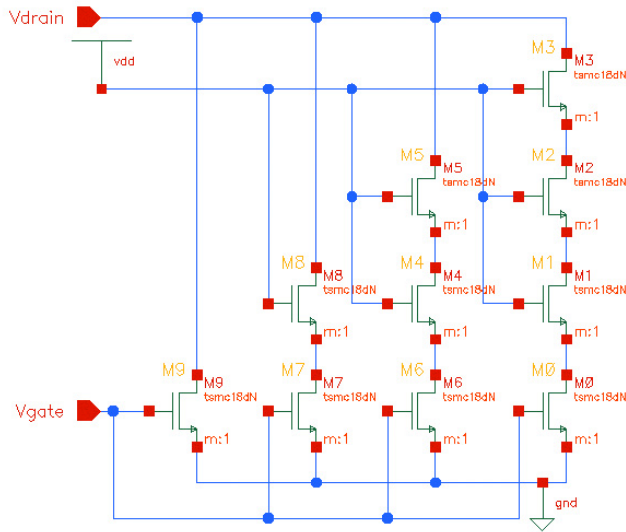 Vdrain
vdd
M3
M3
tsmc18dN
m:1
M5
M5
tsmc18dN
m:1
M2
M2
tsmc18dN
m:1
M8
M8
tsmc18dN
m:1
M4
M4
tsmc18dN
m:1
M1
M1
tsmc18dN
m:1
Vgate
M9
M9
tsmc18dN
m:1
M7
M7
tsmc18dN
m:1
M6
M6
tsmc18dN
m:1
M0
M0
tsmc18dN
m:1
gnd